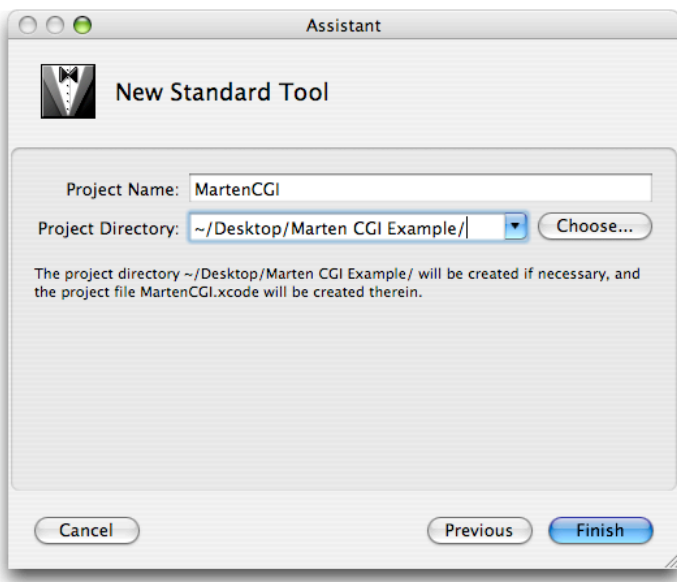 Assistant
New Standard Tool
Project Name: MartenCGI
Project Directory: ~/Desktop/Marten CGI Example/ Choose...
The project directory ~/Desktop/Marten CGI Example/ will be created if necessary, and
the project file MartenCGI.xcode will be created therein.
Cancel Previous Finish